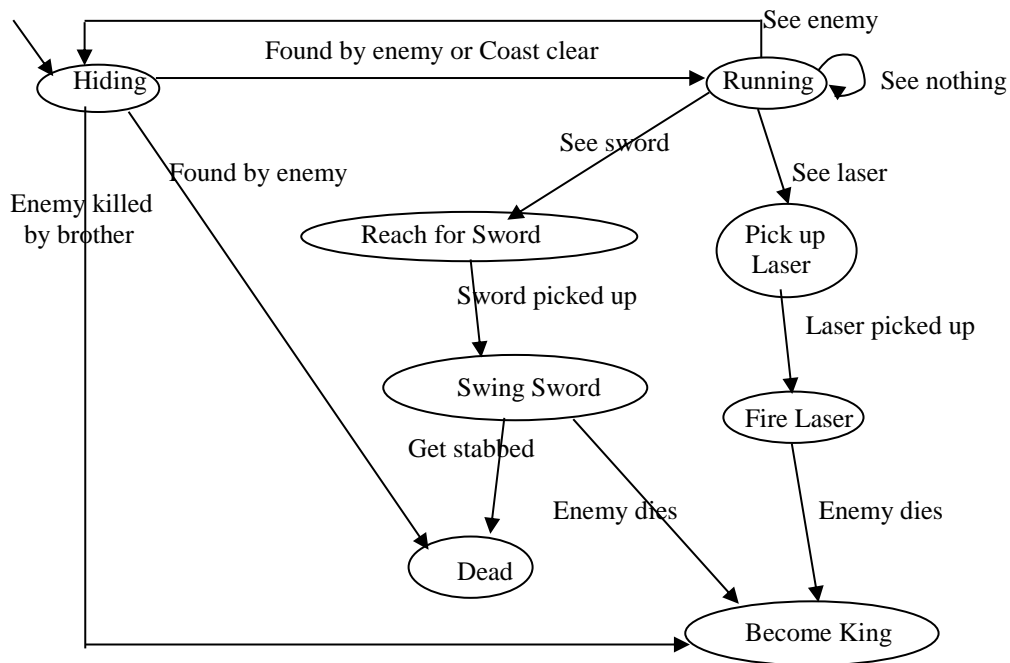 See enemy
Found by enemy or Coast clear
Hiding
Running
See nothing
See sword
Found by enemy
See laser
Enemy killed
by brother
Reach for Sword
Pick up
Laser
Sword picked up
Laser picked up
Swing Sword
Fire Laser
Get stabbed
Enemy dies
Enemy dies
Dead
Become King